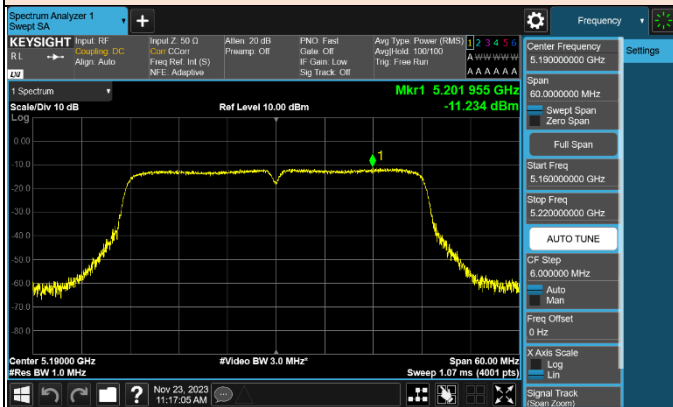 Spectrum Analyzer 1
Swept SA
+
Frequency
KEYSIGHT
RL
LXI
Input: RF
Coupling: DC
Align: Auto
Input Z: 50 Ω
Corr CCorr
Freq Ref: Int (S)
NFE: Adaptive
Atten: 20 dB
Preamp: Off
PNO: Fast
Gate: Off
IF Gain: Low
Sig Track: Off
Avg Type: Power (RMS)
Avg|Hold: 100/100
Trig: Free Run
1 2 3 4 5 6
A W W W W W
A A A A A A
1 Spectrum
Scale/Div 10 dB
Ref Level 10.00 dBm
Mkr1 5.201 955 GHz
-11.234 dBm
Log
0.00
-10.0
-20.0
-30.0
-40.0
-50.0
-60.0
-70.0
-80.0
1
Center 5.19000 GHz
#Res BW 1.0 MHz
#Video BW 3.0 MHz*
Span 60.00 MHz
Sweep 1.07 ms (4001 pts)
Center Frequency
5.190000000 GHz
Span
60.0000000 MHz
Swept Span
Zero Span
Full Span
Start Freq
5.160000000 GHz
Stop Freq
5.220000000 GHz
AUTO TUNE
CF Step
6.000000 MHz
Auto
Man
Freq Offset
0 Hz
X Axis Scale
Log
Lin
Signal Track
(Span Zoom)
Settings
?
Nov 23, 2023
11:17:05 AM